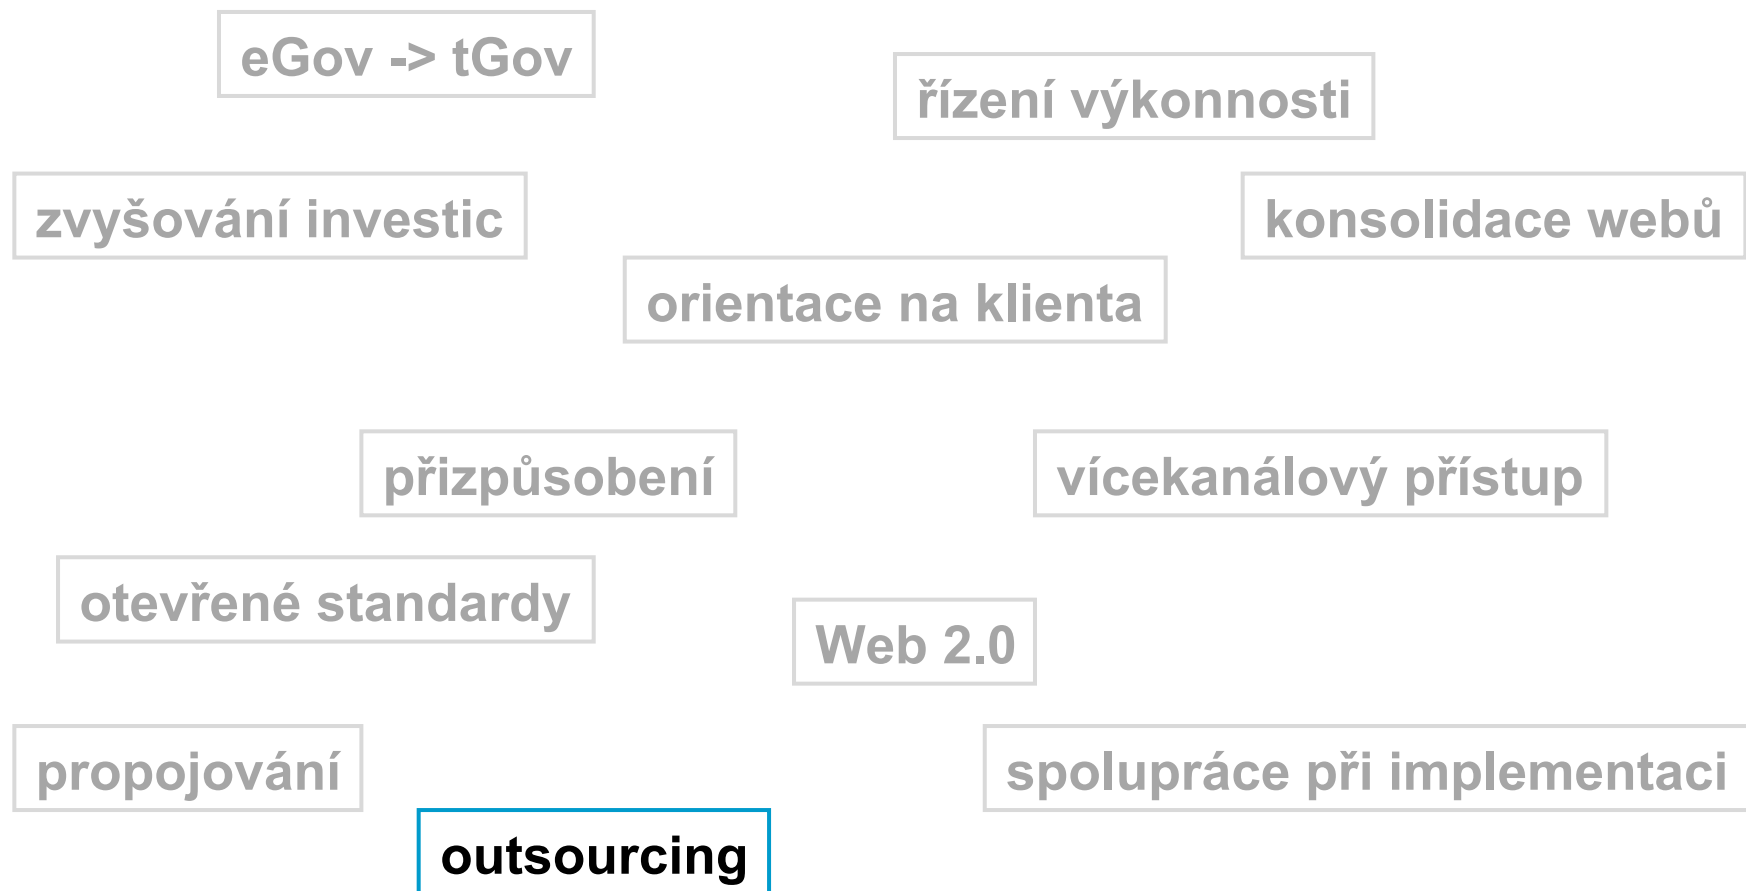 eGov -> tGov
řízení výkonnosti
zvyšování investic
konsolidace webů
orientace na klienta
přizpůsobení
vícekanálový přístup
otevřené standardy
Web 2.0
propojování
spolupráce při implementaci
outsourcing